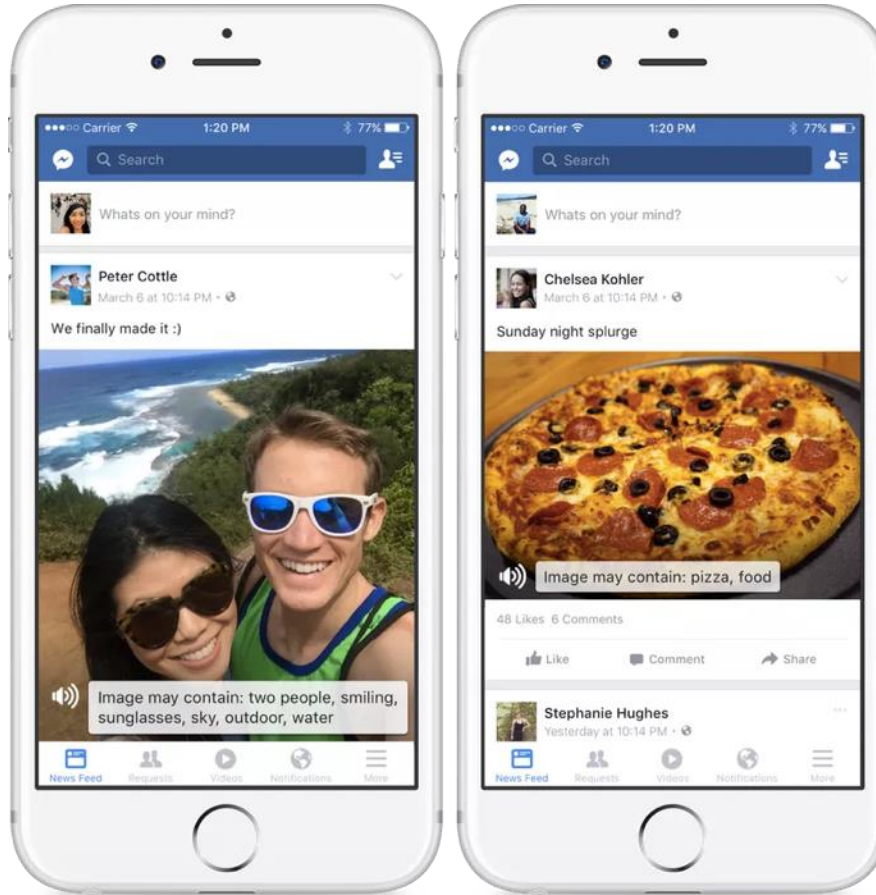 Carrier 1:20 PM 77%
Search
Whats on your mind?
Peter Cottle
March 6 at 10:14 PM •
We finally made it :)
Image may contain: two people, smiling,
sunglasses, sky, outdoor, water
News Feed Requests Videos Notifications More
Carrier 1:20 PM 77%
Search
Whats on your mind?
Chelsea Kohler
March 6 at 10:14 PM •
Sunday night splurge
Image may contain: pizza, food
48 Likes 6 Comments
Like Comment Share
Stephanie Hughes
Yesterday at 10:14 PM •
News Feed Requests Videos Notifications More